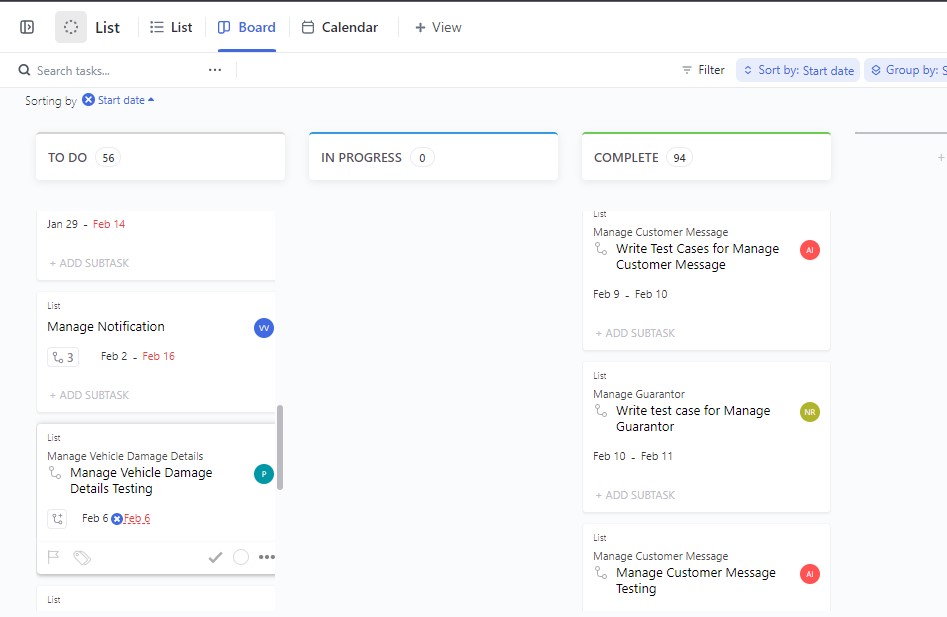 List List Board Calendar + View
Search tasks... ... Filter Sort by: Start date Group by: S
Sorting by Start date
TO DO 56
IN PROGRESS 0
COMPLETE 94
+
Jan 29 - Feb 14
+ ADD SUBTASK
List
Manage Notification
VV
3 Feb 2 - Feb 16
+ ADD SUBTASK
List
Manage Vehicle Damage Details
Manage Vehicle Damage
Details Testing
P
Feb 6 Feb 6
List
List
Manage Customer Message
Write Test Cases for Manage
Customer Message
AI
Feb 9 - Feb 10
+ ADD SUBTASK
List
Manage Guarantor
Write test case for Manage
Guarantor
NR
Feb 10 - Feb 11
+ ADD SUBTASK
List
Manage Customer Message
Manage Customer Message
Testing
AI